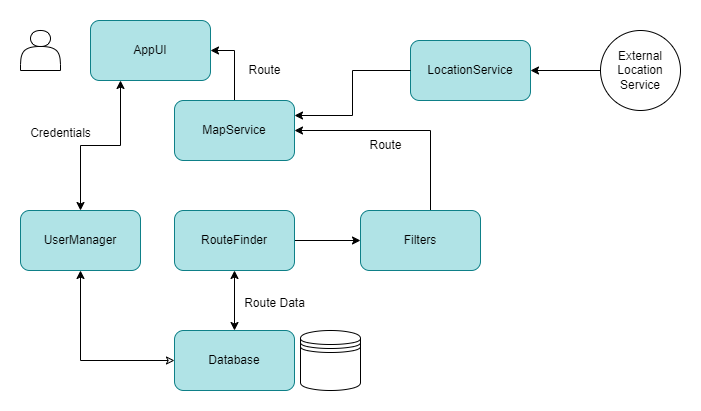 AppUI
External
Location
Service
LocationService
Route
MapService
Credentials
Route
UserManager
RouteFinder
Filters
Route Data
Database